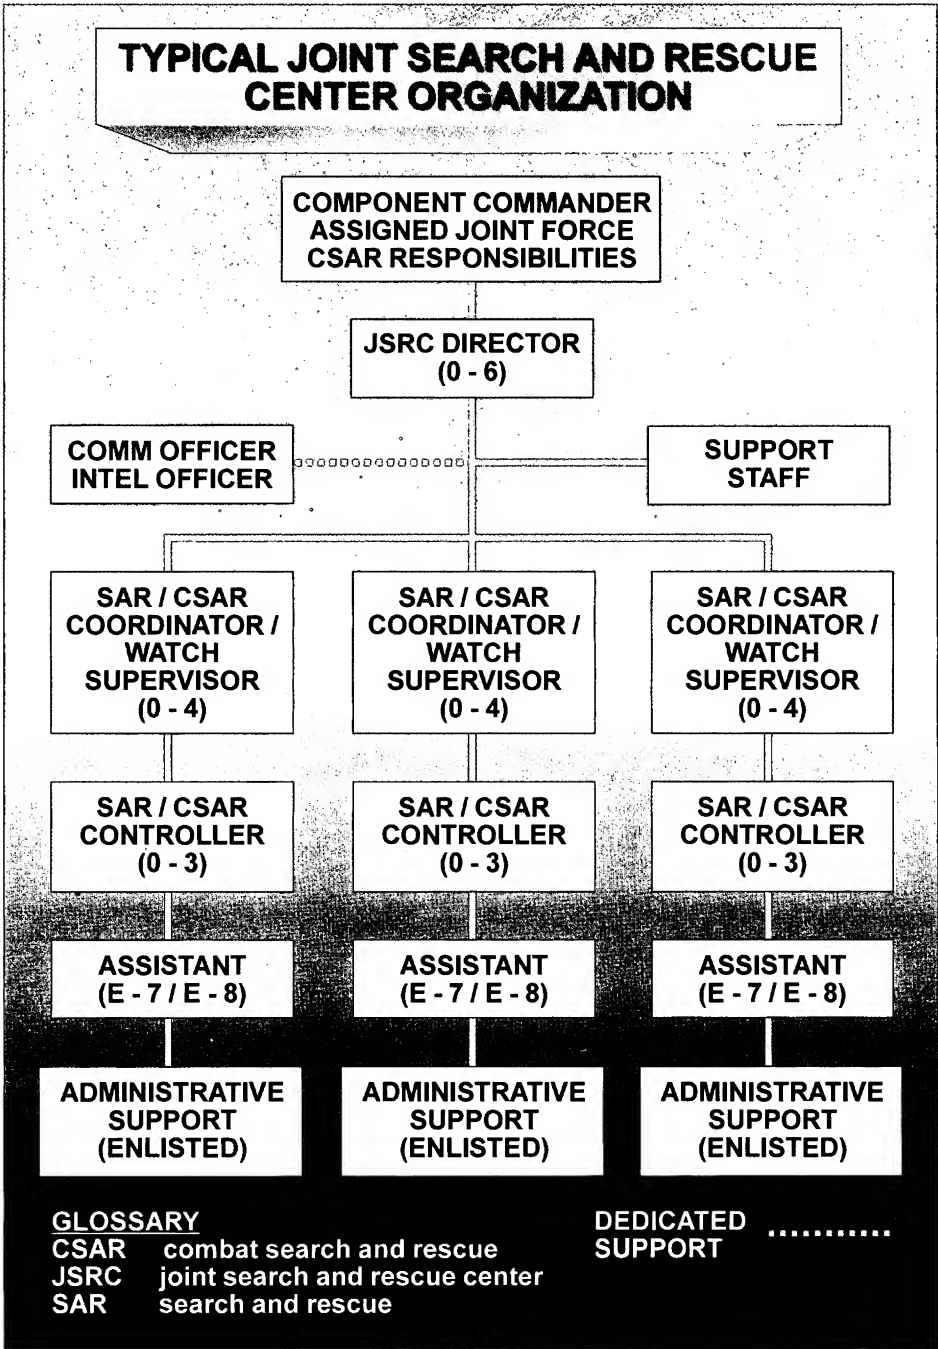 TYPICAL JOINT SEARCH AND RESCUE
CENTER ORGANIZATION
COMPONENT COMMANDER
ASSIGNED JOINT FORCE
CSAR RESPONSIBILITIES
JSRC DIRECTOR
(0 - 6)
COMM OFFICER
INTEL OFFICER
SUPPORT
STAFF
SAR / CSAR
COORDINATOR /
WATCH
SUPERVISOR
(0 - 4)
SAR / CSAR
COORDINATOR /
WATCH
SUPERVISOR
(0 - 4)
SAR / CSAR
COORDINATOR /
WATCH
SUPERVISOR
(0 - 4)
SAR / CSAR
CONTROLLER
(0 - 3)
SAR / CSAR
CONTROLLER
(0 - 3)
SAR / CSAR
CONTROLLER
(0 - 3)
ASSISTANT
(E - 7 / E - 8)
ASSISTANT
(E - 7 / E - 8)
ASSISTANT
(E - 7 / E - 8)
ADMINISTRATIVE
SUPPORT
(ENLISTED)
ADMINISTRATIVE
SUPPORT
(ENLISTED)
ADMINISTRATIVE
SUPPORT
(ENLISTED)
GLOSSARY
CSAR combat search and rescue
JSRC joint search and rescue center
SAR search and rescue
DEDICATED
SUPPORT